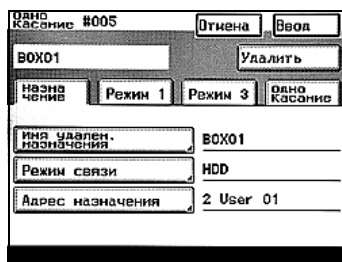 Одно
Касание #005
Отмена
Ввод
BOX01
Удалить
Назна
чение
Режим 1
Режим 3
Одно
Касание
Имя удален.
назначения
BOX01
Режим связи
HDD
Адрес назначения
2 User 01